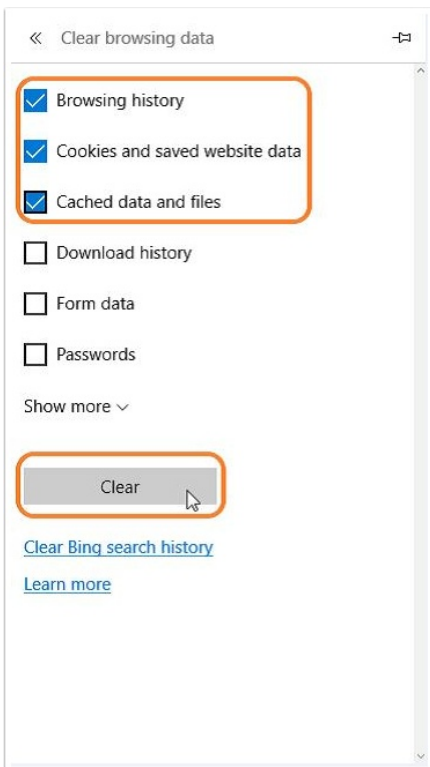 Clear browsing data
Browsing history
Cookies and saved website data
Cached data and files
Download history
Form data
Passwords
Show more
Clear
Clear Bing search history
Learn more